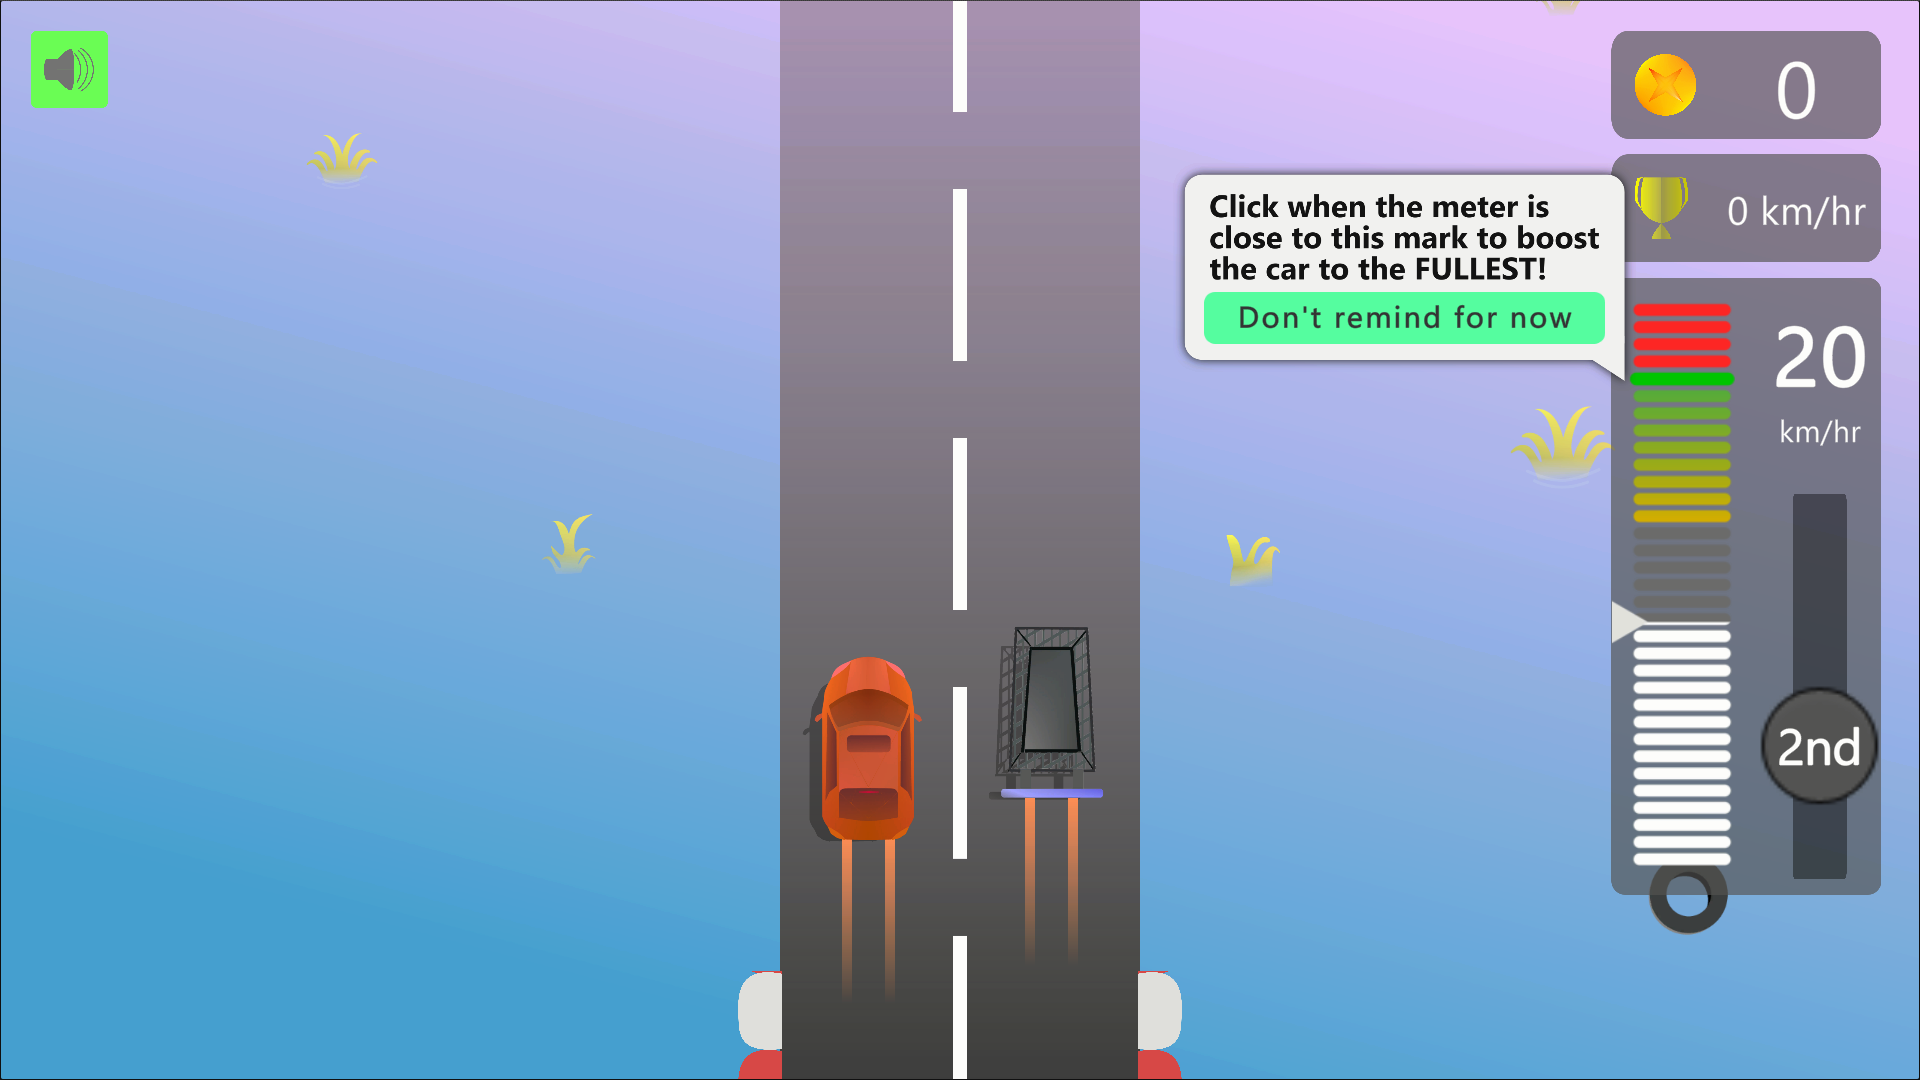 0
0 km/hr
Click when the meter is
close to this mark to boost
the car to the FULLEST!
Don't remind for now
20
km/hr
2nd